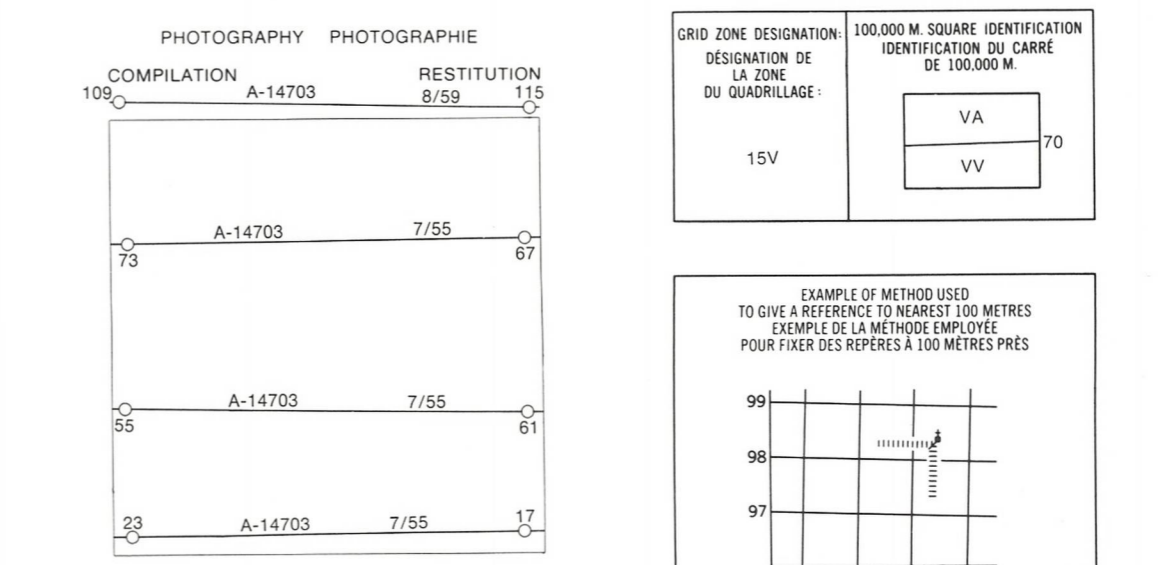 PHOTOGRAPHY PHOTOGRAPHIE
COMPILATION RESTITUTION
109 A-14703 8/59 115
A-14703 7/55
73 67
A-14703 7/55
55 61
23 A-14703 7/55 17
GRID ZONE DESIGNATION:
DÉSIGNATION DE
LA ZONE
DU QUADRILLAGE :
15V
100,000 M. SQUARE IDENTIFICATION
IDENTIFICATION DU CARRÉ
DE 100,000 M.
VA
70
VV
EXAMPLE OF METHOD USED
TO GIVE A REFERENCE TO NEAREST 100 METRES
EXEMPLE DE LA MÉTHODE EMPLOYÉE
POUR FIXER DES REPÈRES À 100 MÈTRES PRÈS
99
98
97